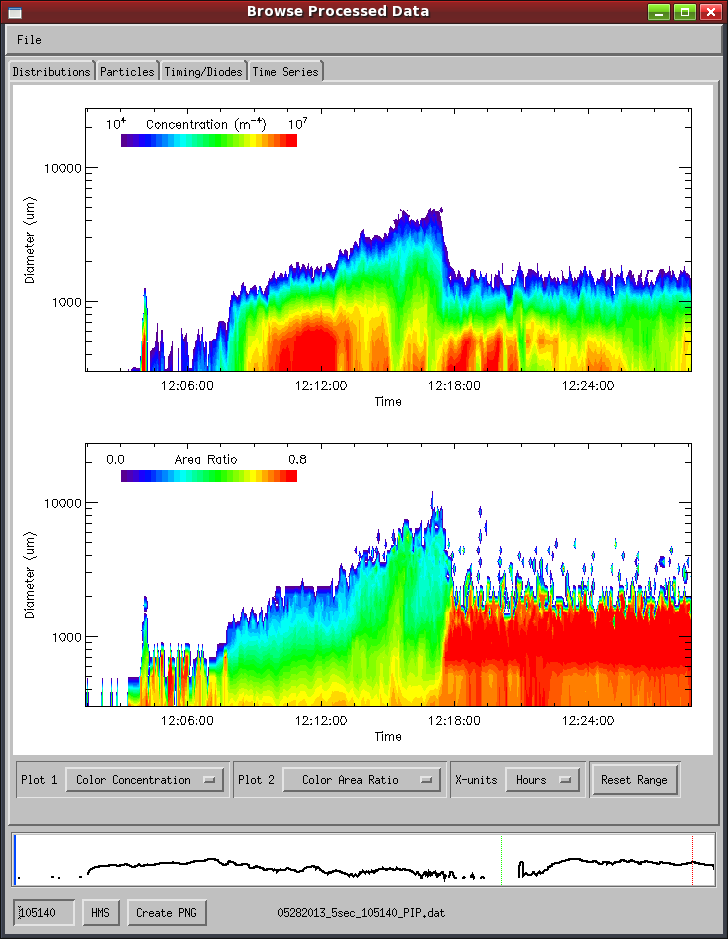 Browse Processed Data
File
Distributions Particles Timing/Diodes Time Series
10⁴ Concentration (m⁻⁴) 10⁷
10000
1000
Diameter (um)
12:06:00 12:12:00 12:18:00 12:24:00
Time
0.0 Area Ratio 0.8
10000
1000
Diameter (um)
12:06:00 12:12:00 12:18:00 12:24:00
Time
Plot 1 Color Concentration Plot 2 Color Area Ratio X-units Hours Reset Range
105140 HMS Create PNG 05282013_5sec_105140_PIP.dat